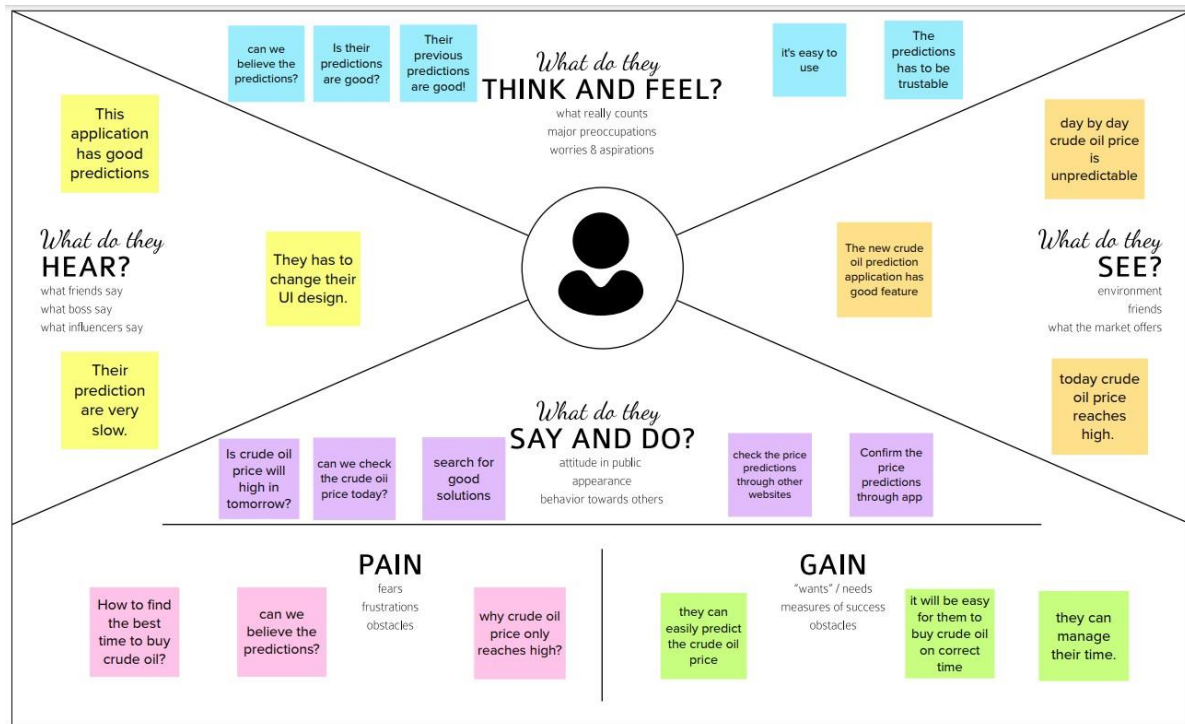 can we
believe the
predictions?
Is their
predictions
are good?
Their
previous
predictions
are good!
What do they
THINK AND FEEL?
what really counts
major preoccupations
worries & aspirations
it's easy to
use
The
predictions
has to be
trustable
This
application
has good
predictions
What do they
HEAR?
what friends say
what boss say
what influencers say
They has to
change their
UI design.
Their
prediction
are very
slow.
day by day
crude oil price
is
unpredictable
The new crude
oil prediction
application has
good feature
What do they
SEE?
environment
friends
what the market offers
today crude
oil price
reaches
high.
What do they
SAY AND DO?
attitude in public
appearance
behavior towards others
Is crude oil
price will
high in
tomorrow?
can we check
the crude oil
price today?
search for
good
solutions
check the price
predictions
through other
websites
Confirm the
price
predictions
through app
PAIN
fears
frustrations
obstacles
How to find
the best
time to buy
crude oil?
can we
believe the
predictions?
why crude oil
price only
reaches high?
GAIN
"wants" / needs
measures of success
obstacles
they can
easily predict
the crude oil
price
it will be easy
for them to
buy crude oil
on correct
time
they can
manage
their time.